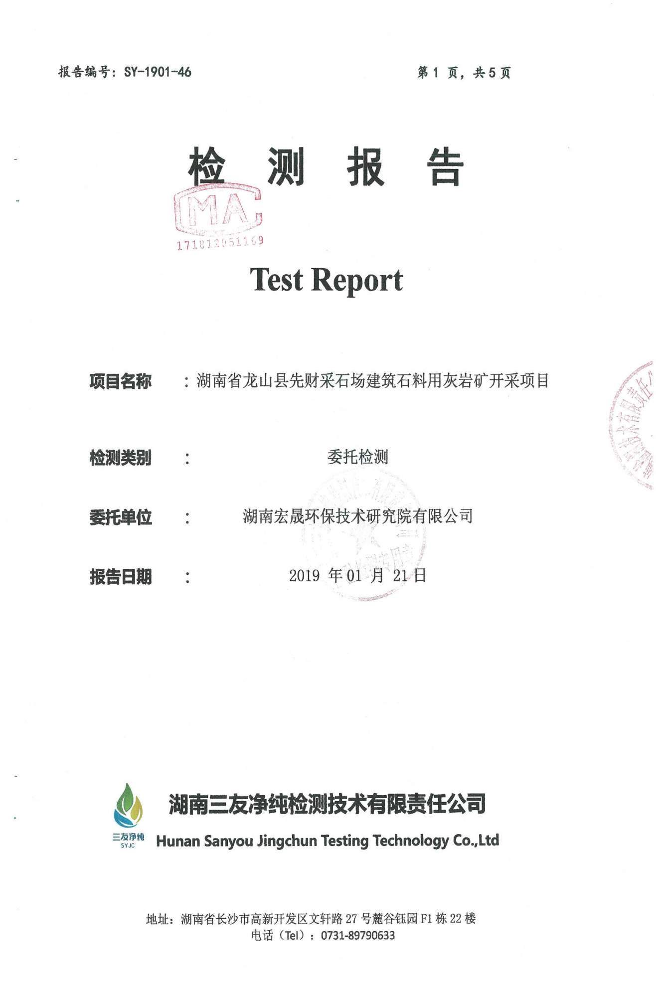 报告编号：SY-1901-46 第 1 页，共 5 页
检 测 报 告
CMA
171812051169
Test Report
项目名称 ：湖南省龙山县先财采石场建筑石料用灰岩矿开采项目
检测类别 ： 委托检测
委托单位 ： 湖南宏晟环保技术研究院有限公司
报告日期 ： 2019 年 01 月 21 日
湖南三友净纯检测技术有限责任公司
三友净纯
SYJC
Hunan Sanyou Jingchun Testing Technology Co.,Ltd
地址：湖南省长沙市高新开发区文轩路 27 号麓谷钰园 F1 栋 22 楼
电话（Tel）：0731-89790633